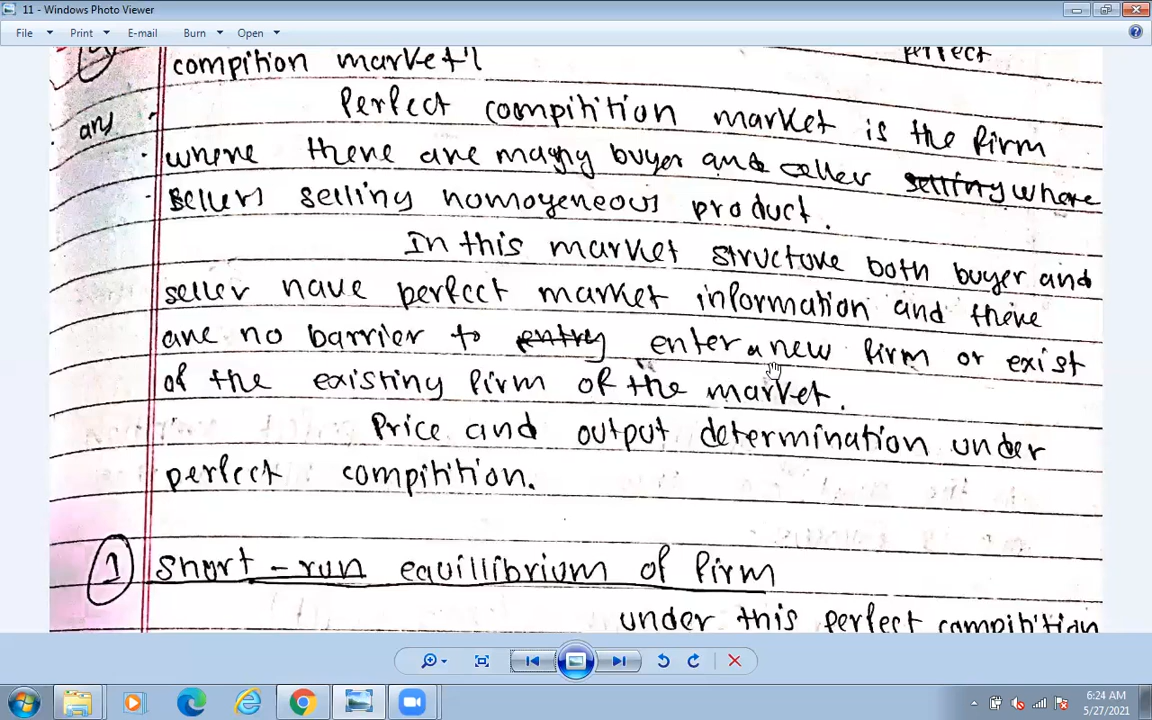 11 - Windows Photo Viewer
File Print E-mail Burn Open
perfect
compition market'l
ans
Perfect compitition market is the firm
where there are many buyer and celler selling where
sellers selling homogeneous product.
In this market structure both buyer and
seller have perfect market information and there
are no barrier to entry enter a new firm or exist
of the existing firm of the market.
Price and output determination under
perfect compitition.
1 short-run equillibrium of firm
under this perfect compitition
6:24 AM
5/27/2021